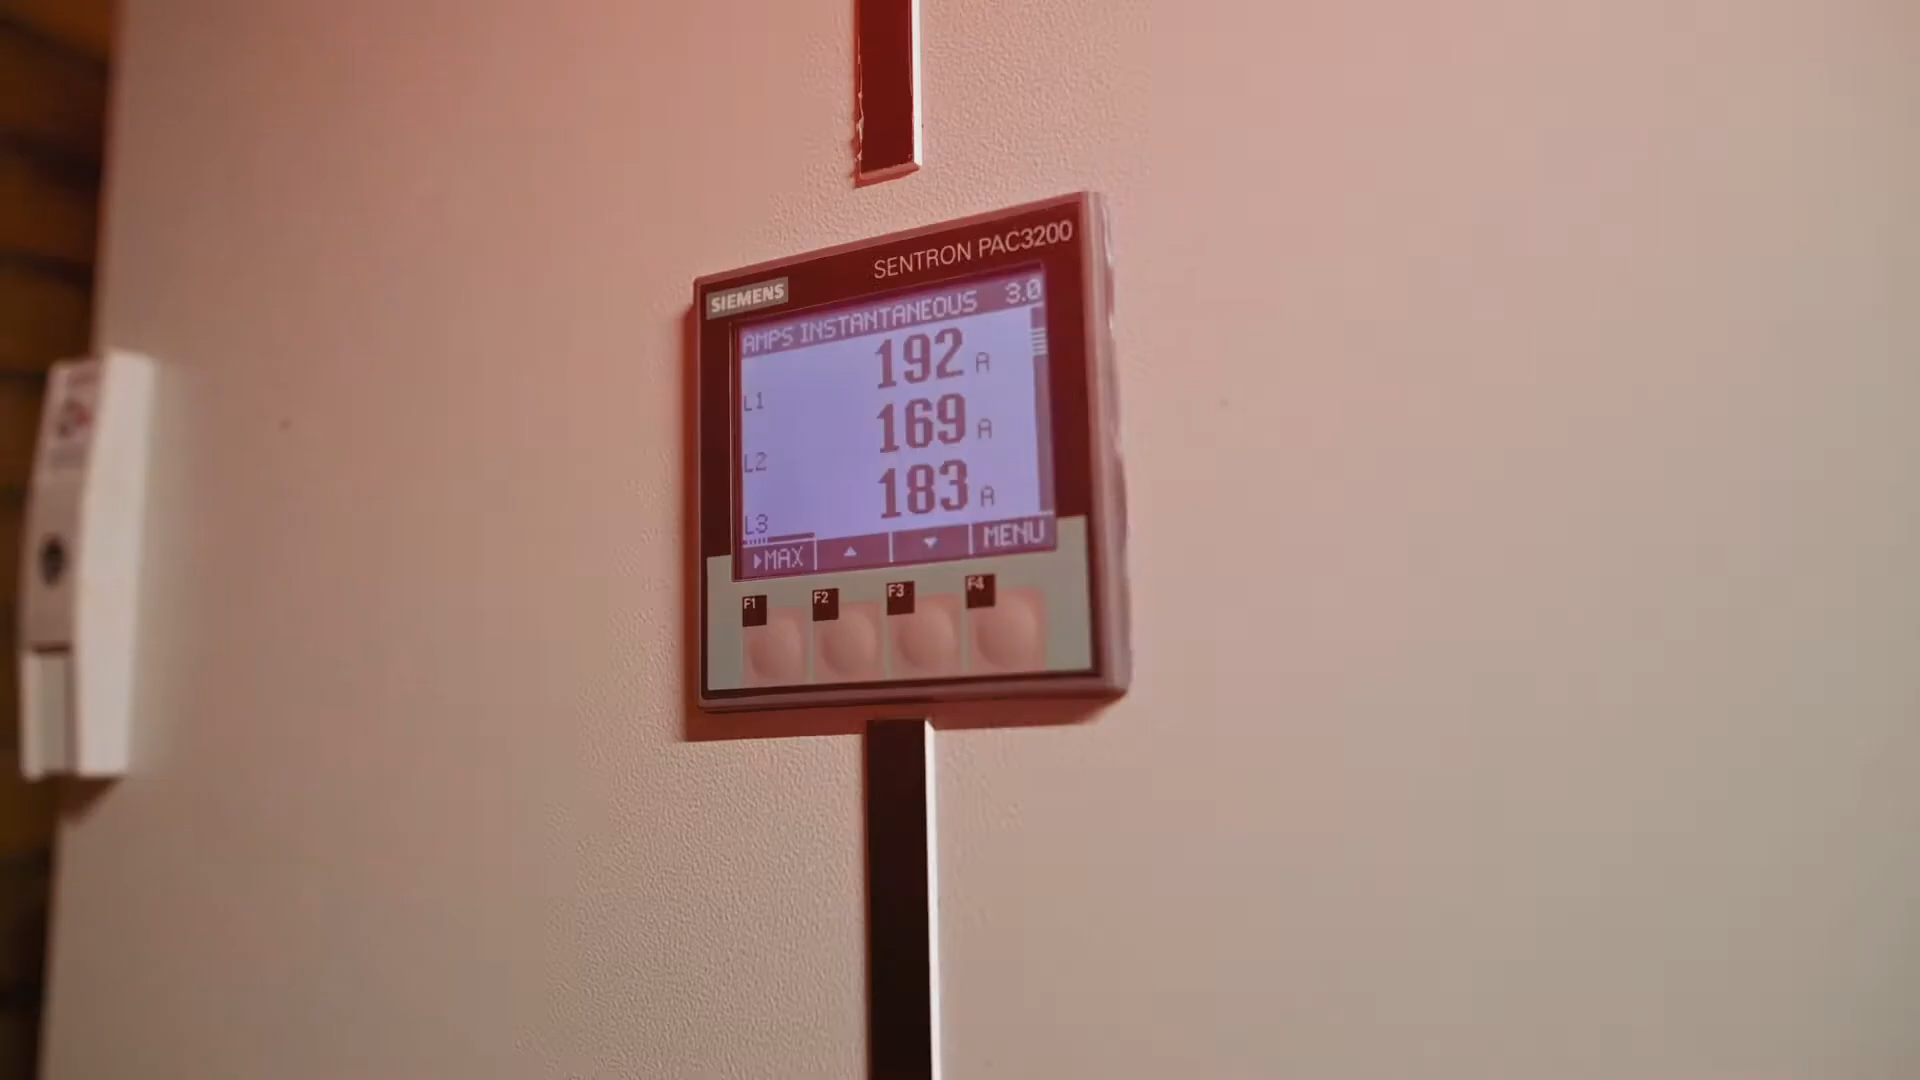 SIEMENS
SENTRON PAC3200
AMPS INSTANTANEOUS 3.0
L1 192 A
L2 169 A
L3 183 A
▸MAX ▲ ▼ MENU
F1 F2 F3 F4